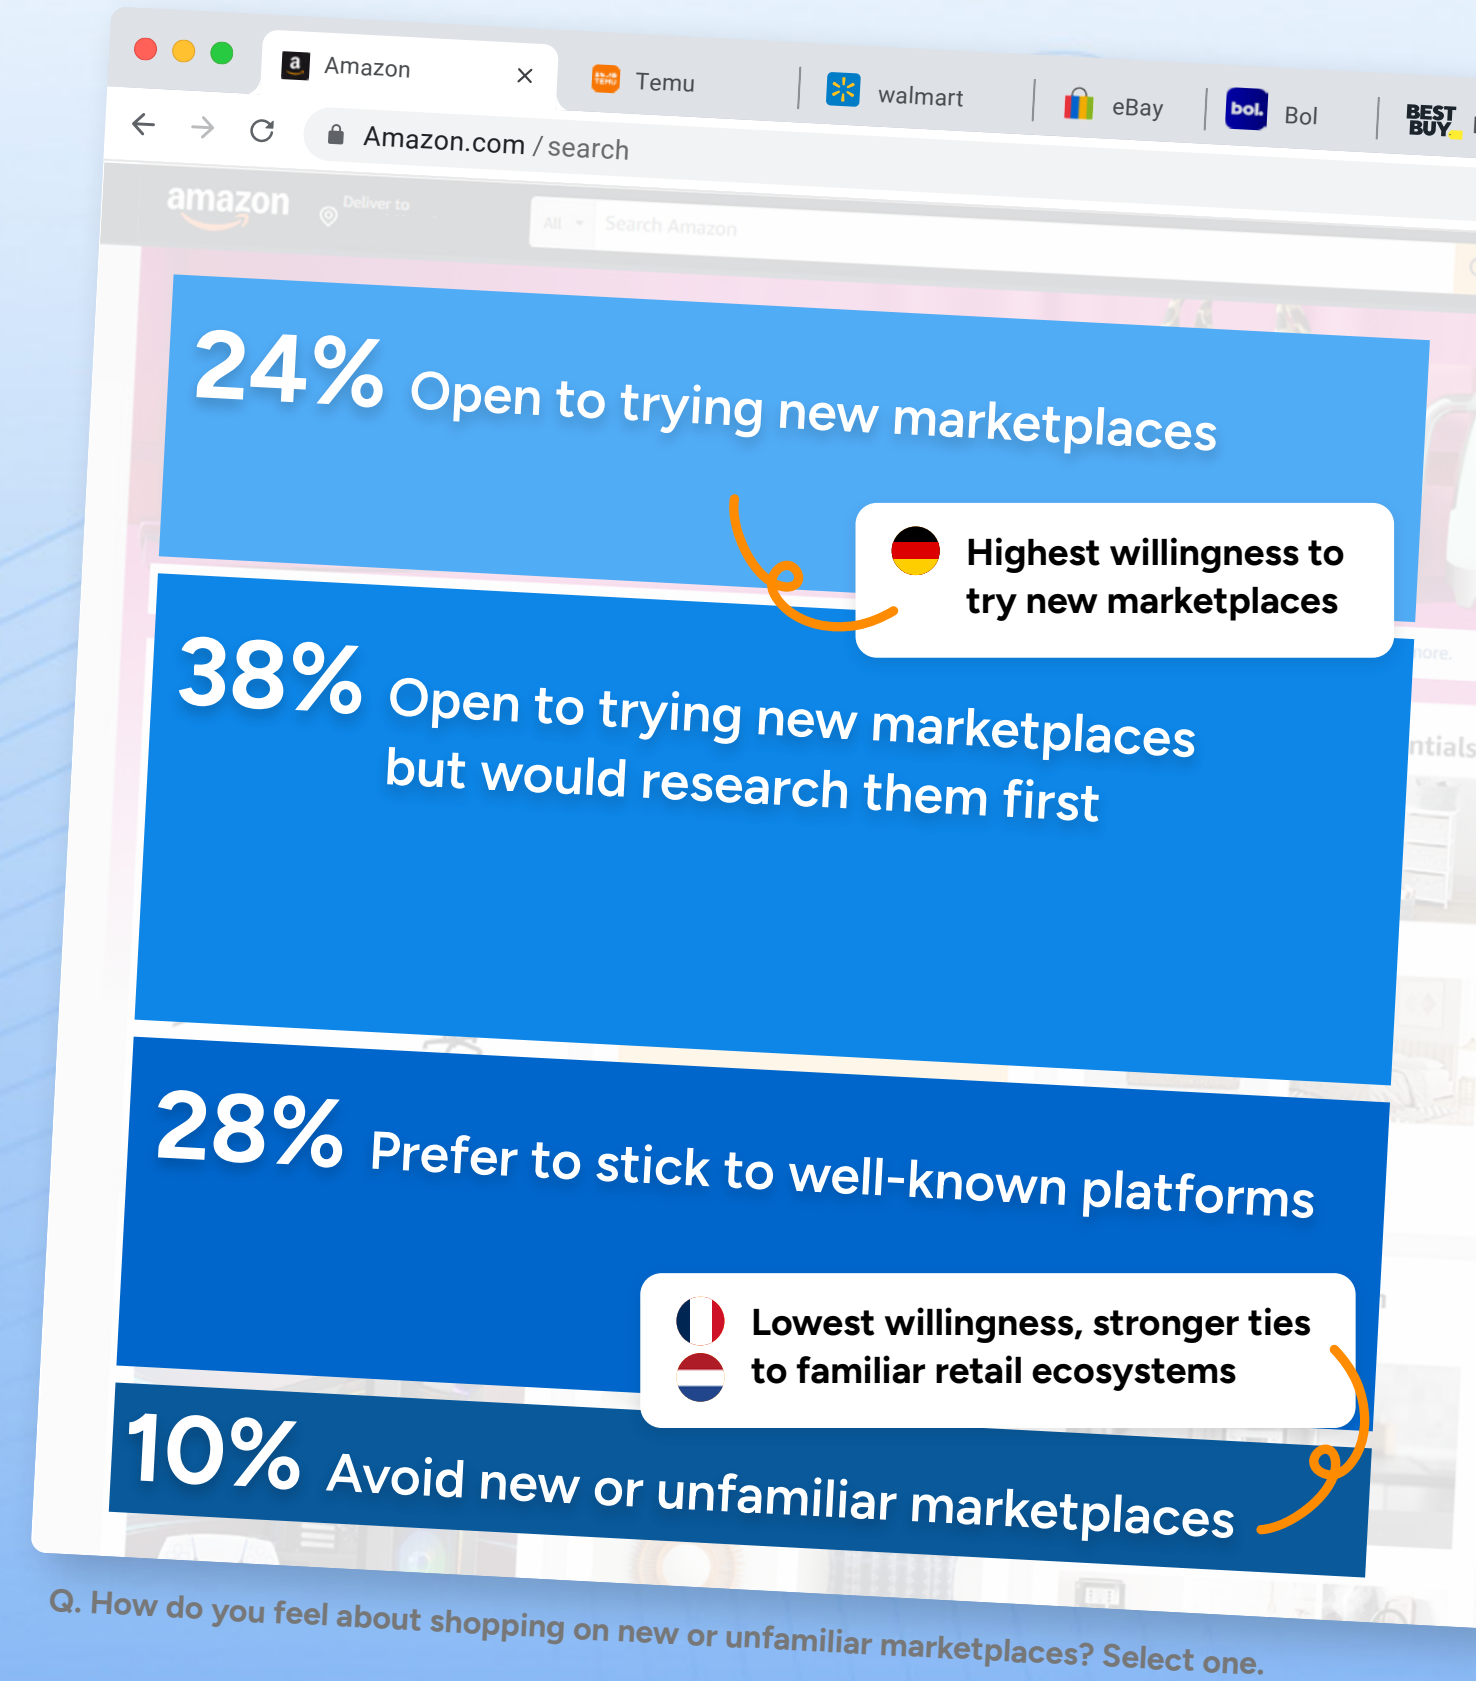 Amazon
Temu
walmart
eBay
bol.
Bol
BEST
BUY
Amazon.com /search
amazon
Deliver to
All
Search Amazon
24% Open to trying new marketplaces
Highest willingness to
try new marketplaces
38% Open to trying new marketplaces
but would research them first
28% Prefer to stick to well-known platforms
Lowest willingness, stronger ties
to familiar retail ecosystems
10% Avoid new or unfamiliar marketplaces
Q. How do you feel about shopping on new or unfamiliar marketplaces? Select one.